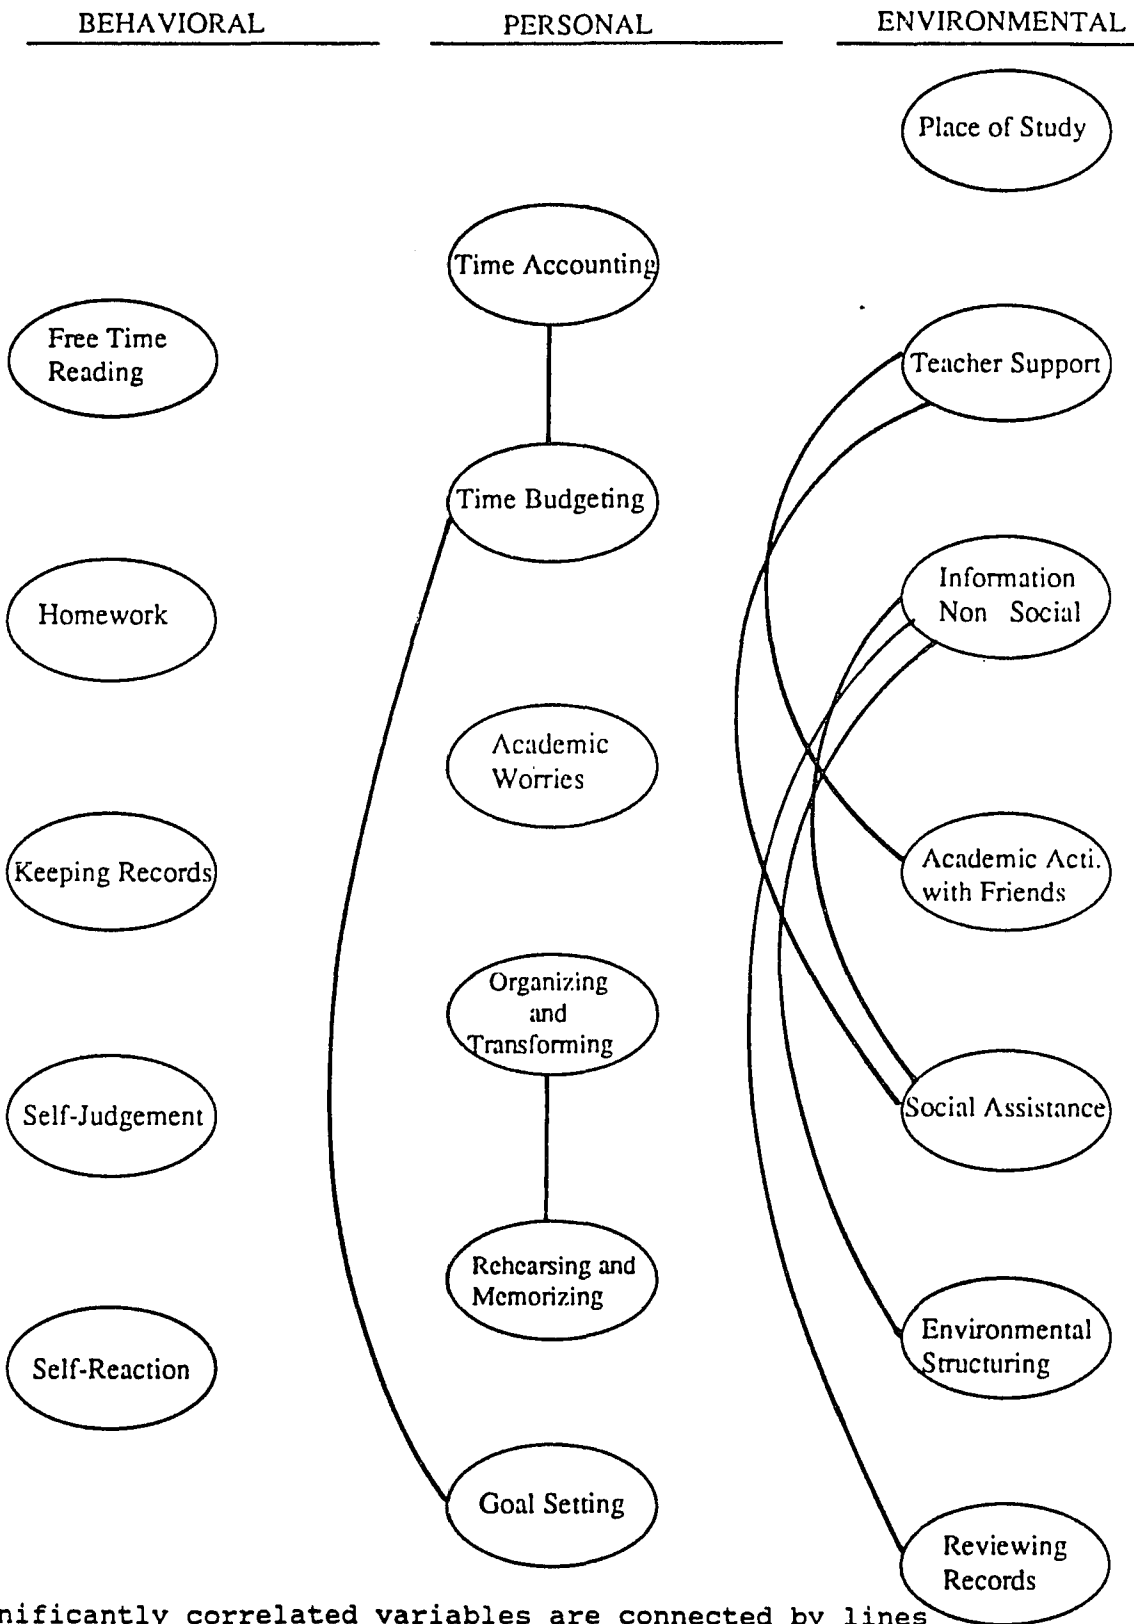 BEHAVIORAL
PERSONAL
ENVIRONMENTAL
Place of Study
Time Accounting
Free Time
Reading
Teacher Support
Time Budgeting
Information
Non Social
Homework
Academic
Worries
Keeping Records
Academic Acti.
with Friends
Organizing
and
Transforming
Self-Judgement
Social Assistance
Rehearsing and
Memorizing
Environmental
Structuring
Self-Reaction
Goal Setting
Reviewing
Records
nificantly correlated variables are connected by lines